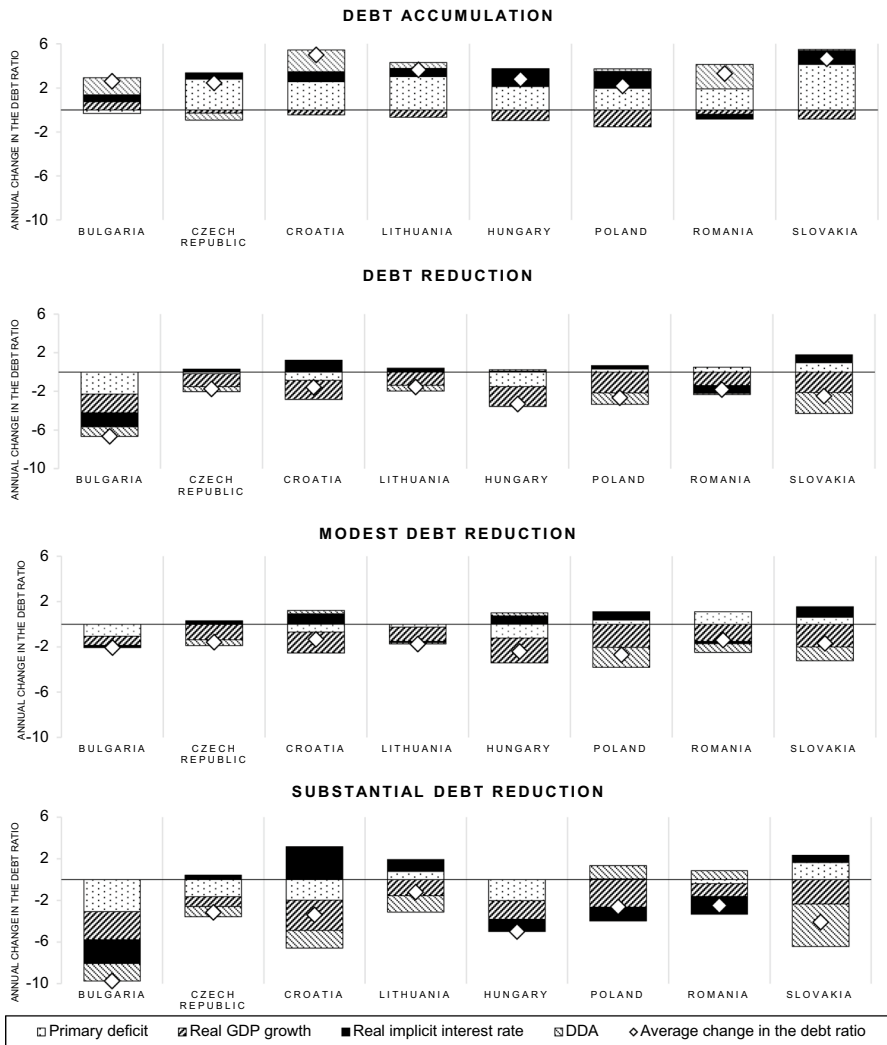 DEBT ACCUMULATION
ANNUAL CHANGE IN THE DEBT RATIO
6
2
-2
-6
-10
BULGARIA CZECH REPUBLIC CROATIA LITHUANIA HUNGARY POLAND ROMANIA SLOVAKIA
DEBT REDUCTION
ANNUAL CHANGE IN THE DEBT RATIO
6
2
-2
-6
-10
BULGARIA CZECH REPUBLIC CROATIA LITHUANIA HUNGARY POLAND ROMANIA SLOVAKIA
MODEST DEBT REDUCTION
ANNUAL CHANGE IN THE DEBT RATIO
6
2
-2
-6
-10
BULGARIA CZECH REPUBLIC CROATIA LITHUANIA HUNGARY POLAND ROMANIA SLOVAKIA
SUBSTANTIAL DEBT REDUCTION
ANNUAL CHANGE IN THE DEBT RATIO
6
2
-2
-6
-10
BULGARIA CZECH REPUBLIC CROATIA LITHUANIA HUNGARY POLAND ROMANIA SLOVAKIA
Primary deficit Real GDP growth Real implicit interest rate DDA Average change in the debt ratio